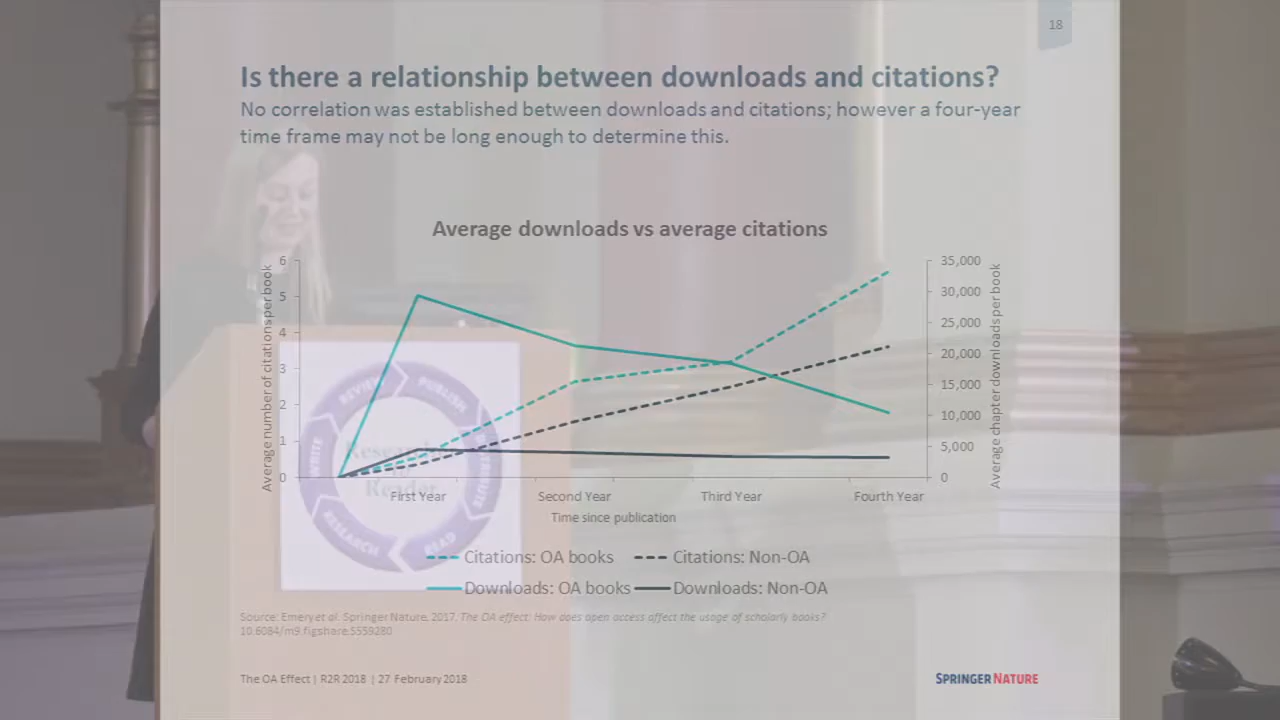 18
Is there a relationship between downloads and citations?
No correlation was established between downloads and citations; however a four-year
time frame may not be long enough to determine this.
Average downloads vs average citations
Average number of citations per book
6
5
4
3
2
1
0
35,000
30,000
25,000
20,000
15,000
10,000
5,000
0
Average chapter downloads per book
First Year Second Year Third Year Fourth Year
Time since publication
Citations: OA books Citations: Non-OA
Downloads: OA books Downloads: Non-OA
REVIEW
PUBLISH
WRITE
RESEARCH
READ
Reader
Source: Emery et al. Springer Nature. 2017. The OA effect: How does open access affect the usage of scholarly books?
10.6084/m9.figshare.5559280
The OA Effect | R2R 2018 | 27 February 2018
SPRINGER NATURE